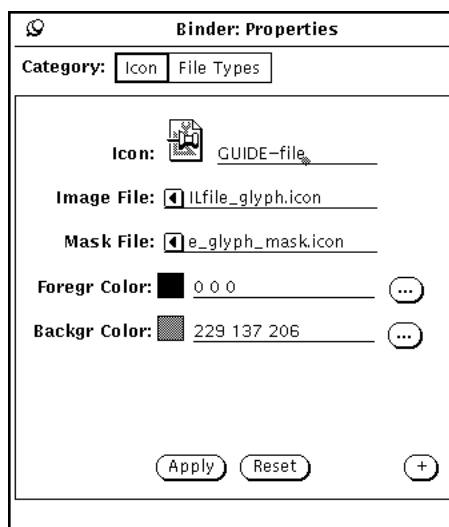 Binder: Properties
Category: Icon File Types
Icon: GUIDE-file
Image File: ILfile_glyph.icon
Mask File: e_glyph_mask.icon
Foregr Color: 0 0 0 ...
Backgr Color: 229 137 206 ...
Apply Reset +